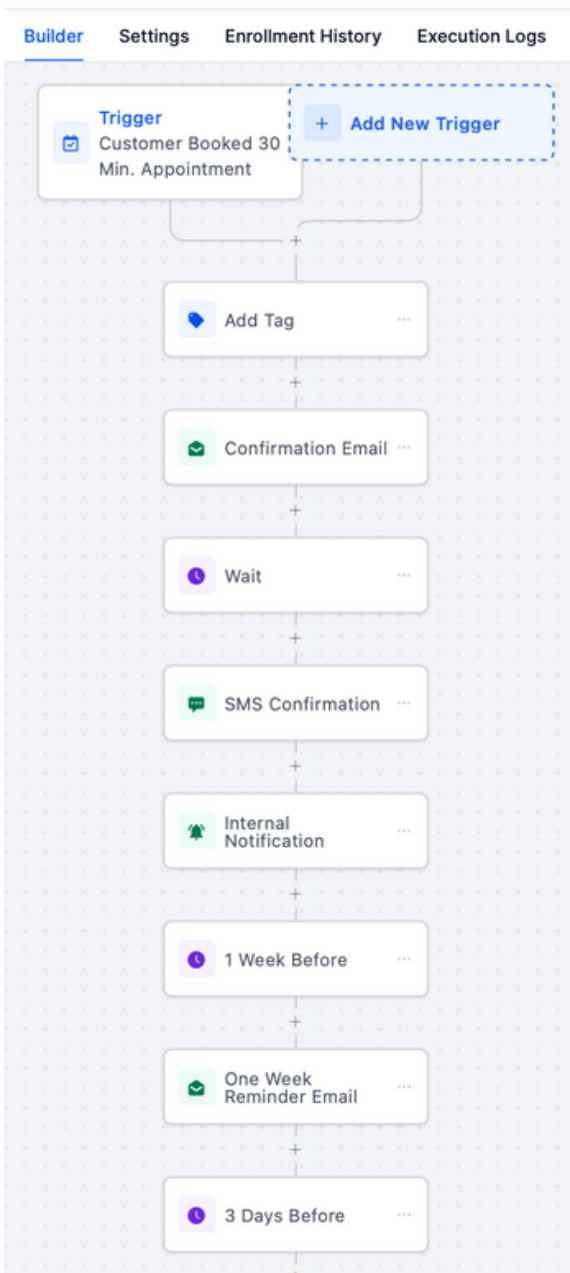 Builder Settings Enrollment History Execution Logs
Trigger
Customer Booked 30
Min. Appointment
+ Add New Trigger
+
Add Tag ...
+
Confirmation Email ...
+
Wait ...
+
SMS Confirmation ...
+
Internal
Notification ...
+
1 Week Before ...
+
One Week
Reminder Email ...
+
3 Days Before ...